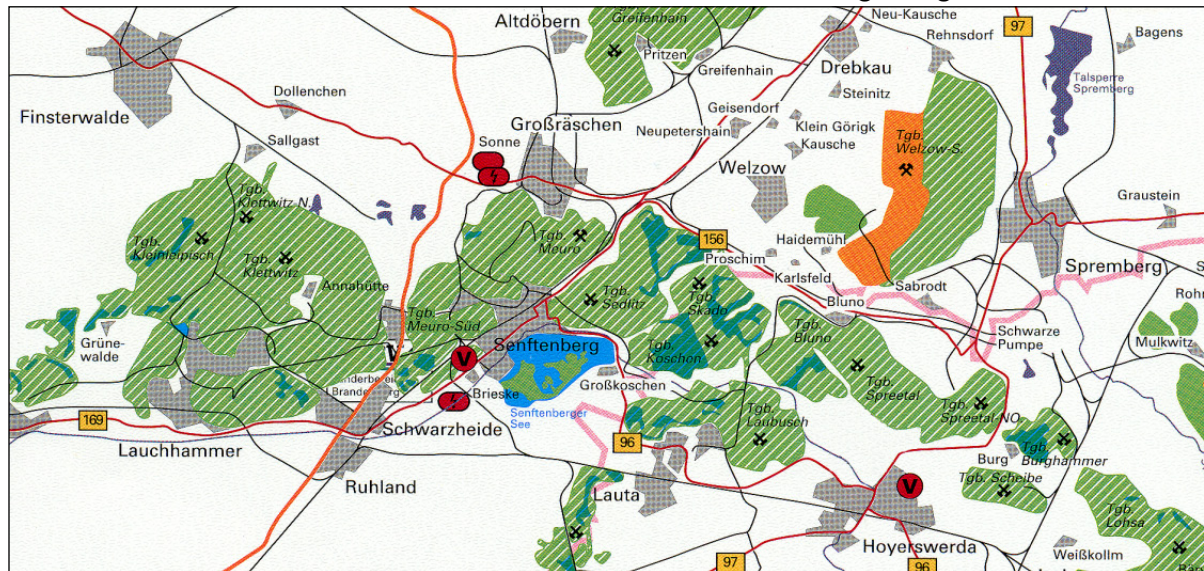 Altdöbern
Tgb.
Greifenhain
Pritzen
Greifenhain
Neu-Kausche
Rehnsdorf
97
Bagens
Drebkau
Steinitz
Talsperre
Spremberg
Finsterwalde
Dollenchen
Sallgast
Sonne
Großräschen
Geisendorf
Neupetershain
Klein Görigk
Kausche
Welzow
Tgb.
Welzow-S.
Graustein
Tgb.
Klettwitz N.
Tgb.
Kleinleipisch
Tgb.
Klettwitz
Annahütte
Tgb.
Meuro
156
Proschim
Haidemühl
Karlsfeld
Bluno
Sabrodt
Spremberg
Tgb.
Meuro-Süd
Tgb.
Sedlitz
Tgb.
Skado
Tgb.
Koschen
Tgb.
Bluno
Schwarze
Pumpe
Mulkwitz
Grüne-
walde
V
Senftenberg
Großkoschen
Tgb.
Spreetal
Brieske
Senftenberger
See
Tgb.
Laubusch
Tgb.
Spreetal-NO.
169
Lauchhammer
Schwarzheide
96
Burg
Tgb.
Burghammer
Tgb. Scheibe
Ruhland
Lauta
V
Tgb.
Lohsa
Hoyerswerda
Weißkollm
97
96